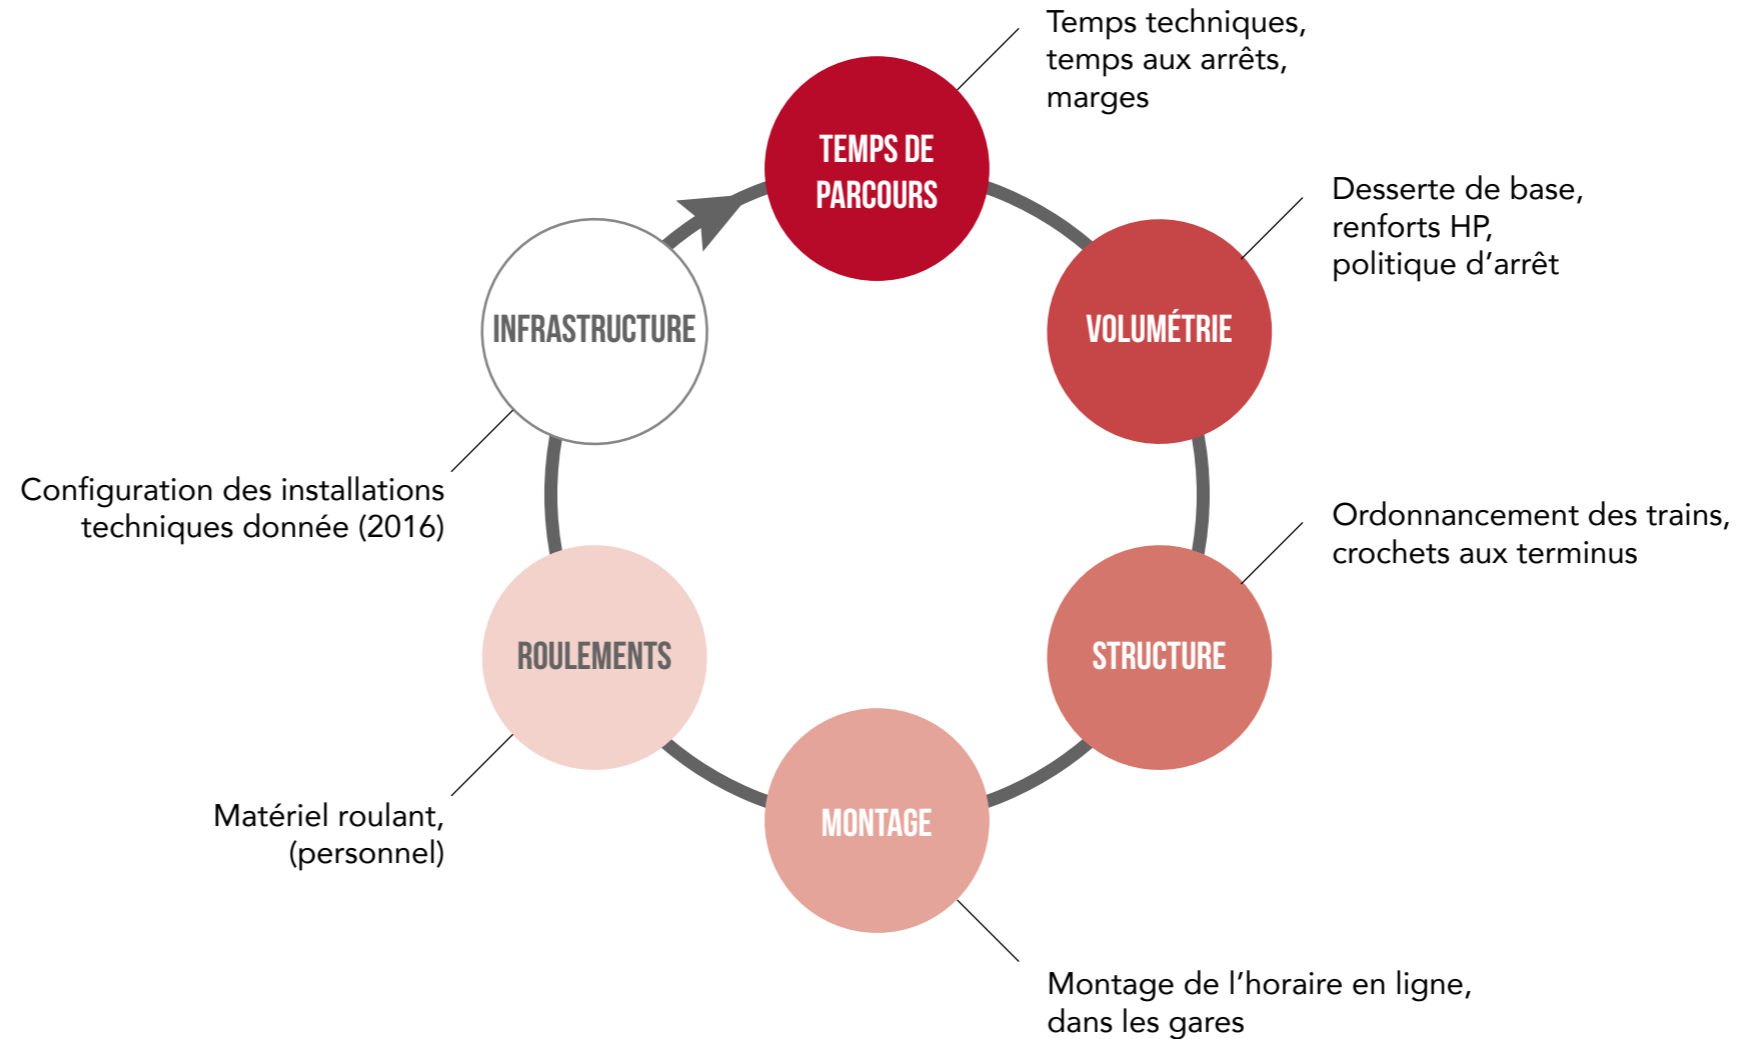 Temps techniques,
temps aux arrêts,
marges
TEMPS DE
PARCOURS
Desserte de base,
renforts HP,
politique d’arrêt
VOLUMÉTRIE
INFRASTRUCTURE
Configuration des installations
techniques donnée (2016)
Ordonnancement des trains,
crochets aux terminus
STRUCTURE
ROULEMENTS
Matériel roulant,
(personnel)
MONTAGE
Montage de l’horaire en ligne,
dans les gares